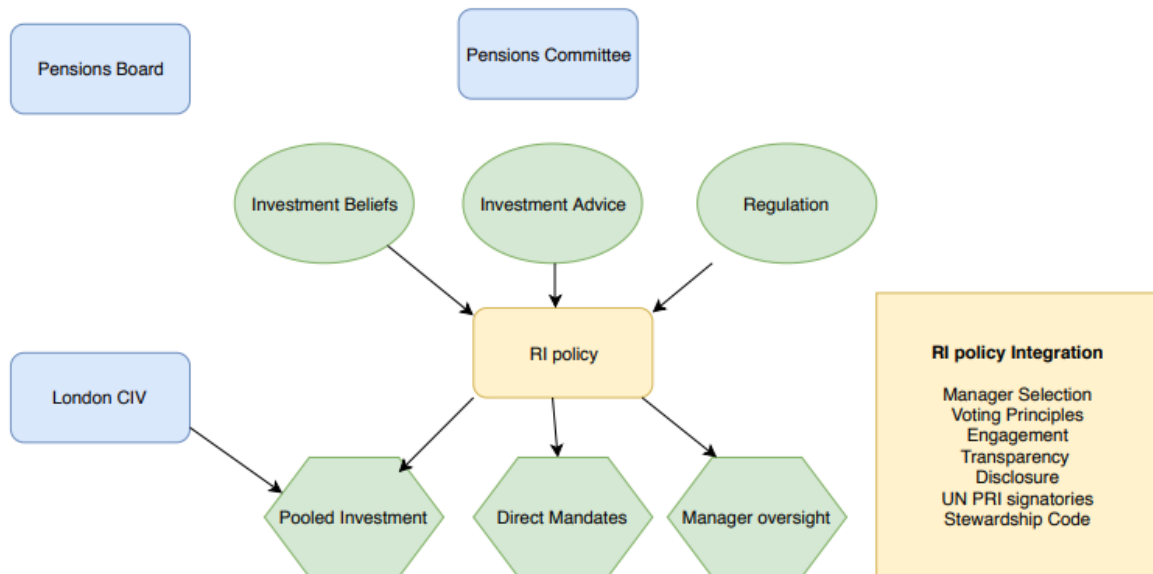 Pensions Board
Pensions Committee
Investment Beliefs
Investment Advice
Regulation
RI policy
London CIV
Pooled Investment
Direct Mandates
Manager oversight
RI policy Integration
Manager Selection
Voting Principles
Engagement
Transparency
Disclosure
UN PRI signatories
Stewardship Code